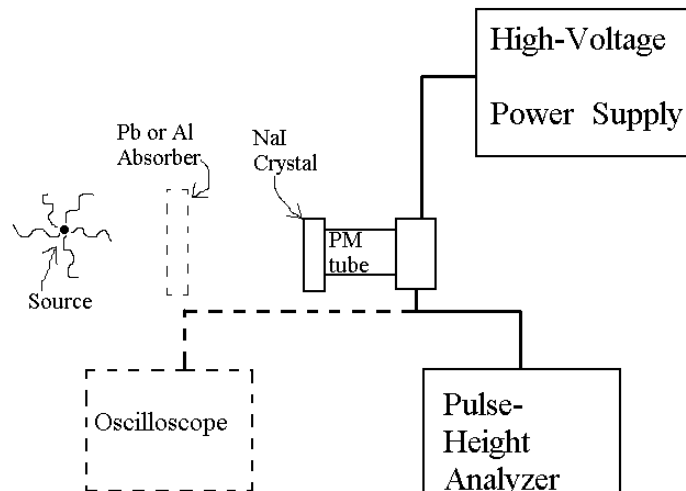 High-Voltage
Power Supply
Pb or Al
Absorber
NaI
Crystal
PM
tube
Source
Oscilloscope
Pulse-
Height
Analyzer